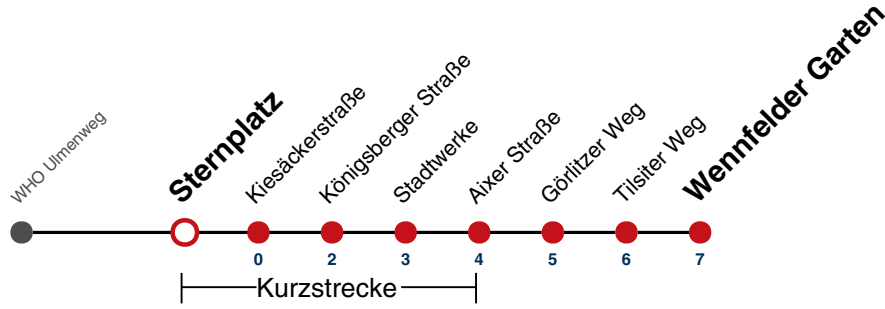 WHO Ulmenweg
Sternplatz
Kiesäckerstraße
Königsberger Straße
Stadtwerke
Aixer Straße
Görlitzer Weg
Tilsiter Weg
Wennfelder Garten
0 2 3 4 5 6 7
Kurzstrecke